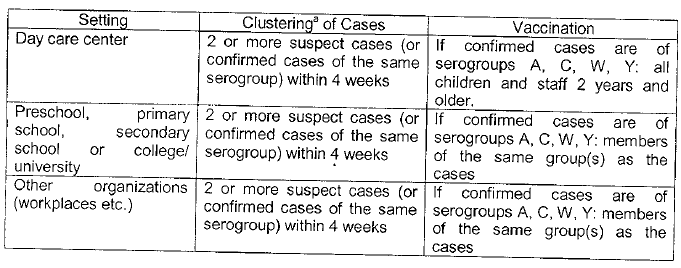 Setting
Clusteringᵃ of Cases
Vaccination
Day care center
2 or more suspect cases (or
confirmed cases of the same
serogroup) within 4 weeks
If confirmed cases are of
serogroups A, C, W, Y: all
children and staff 2 years and
older.
Preschool, primary
school, secondary
school or college/
university
2 or more suspect cases (or
confirmed cases of the same
serogroup) within 4 weeks
If confirmed cases are of
serogroups A, C, W, Y: members
of the same group(s) as the
cases
Other organizations
(workplaces etc.)
2 or more suspect cases (or
confirmed cases of the same
serogroup) within 4 weeks
If confirmed cases are of
serogroups A, C, W, Y: members
of the same group(s) as the
cases